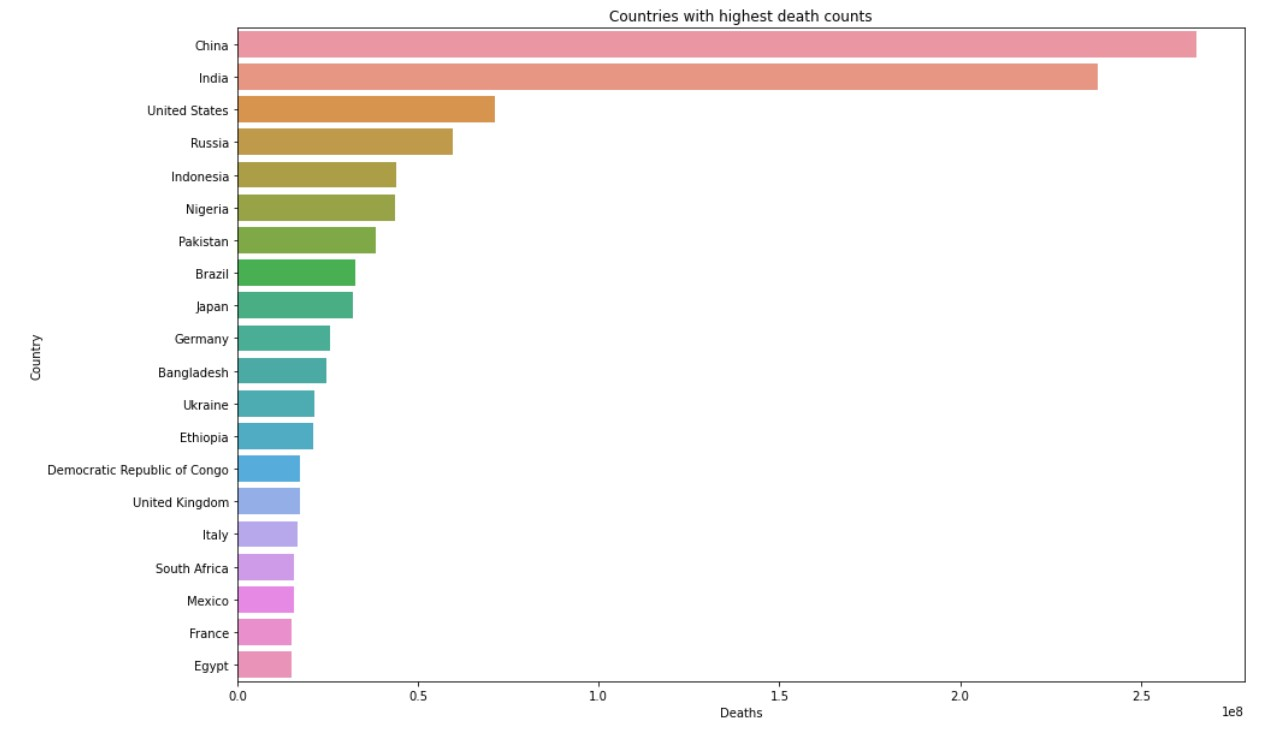 Countries with highest death counts
China
India
United States
Russia
Indonesia
Nigeria
Pakistan
Brazil
Japan
Germany
Bangladesh
Ukraine
Ethiopia
Democratic Republic of Congo
United Kingdom
Italy
South Africa
Mexico
France
Egypt
Country
0.0 0.5 1.0 1.5 2.0 2.5
Deaths
1e8